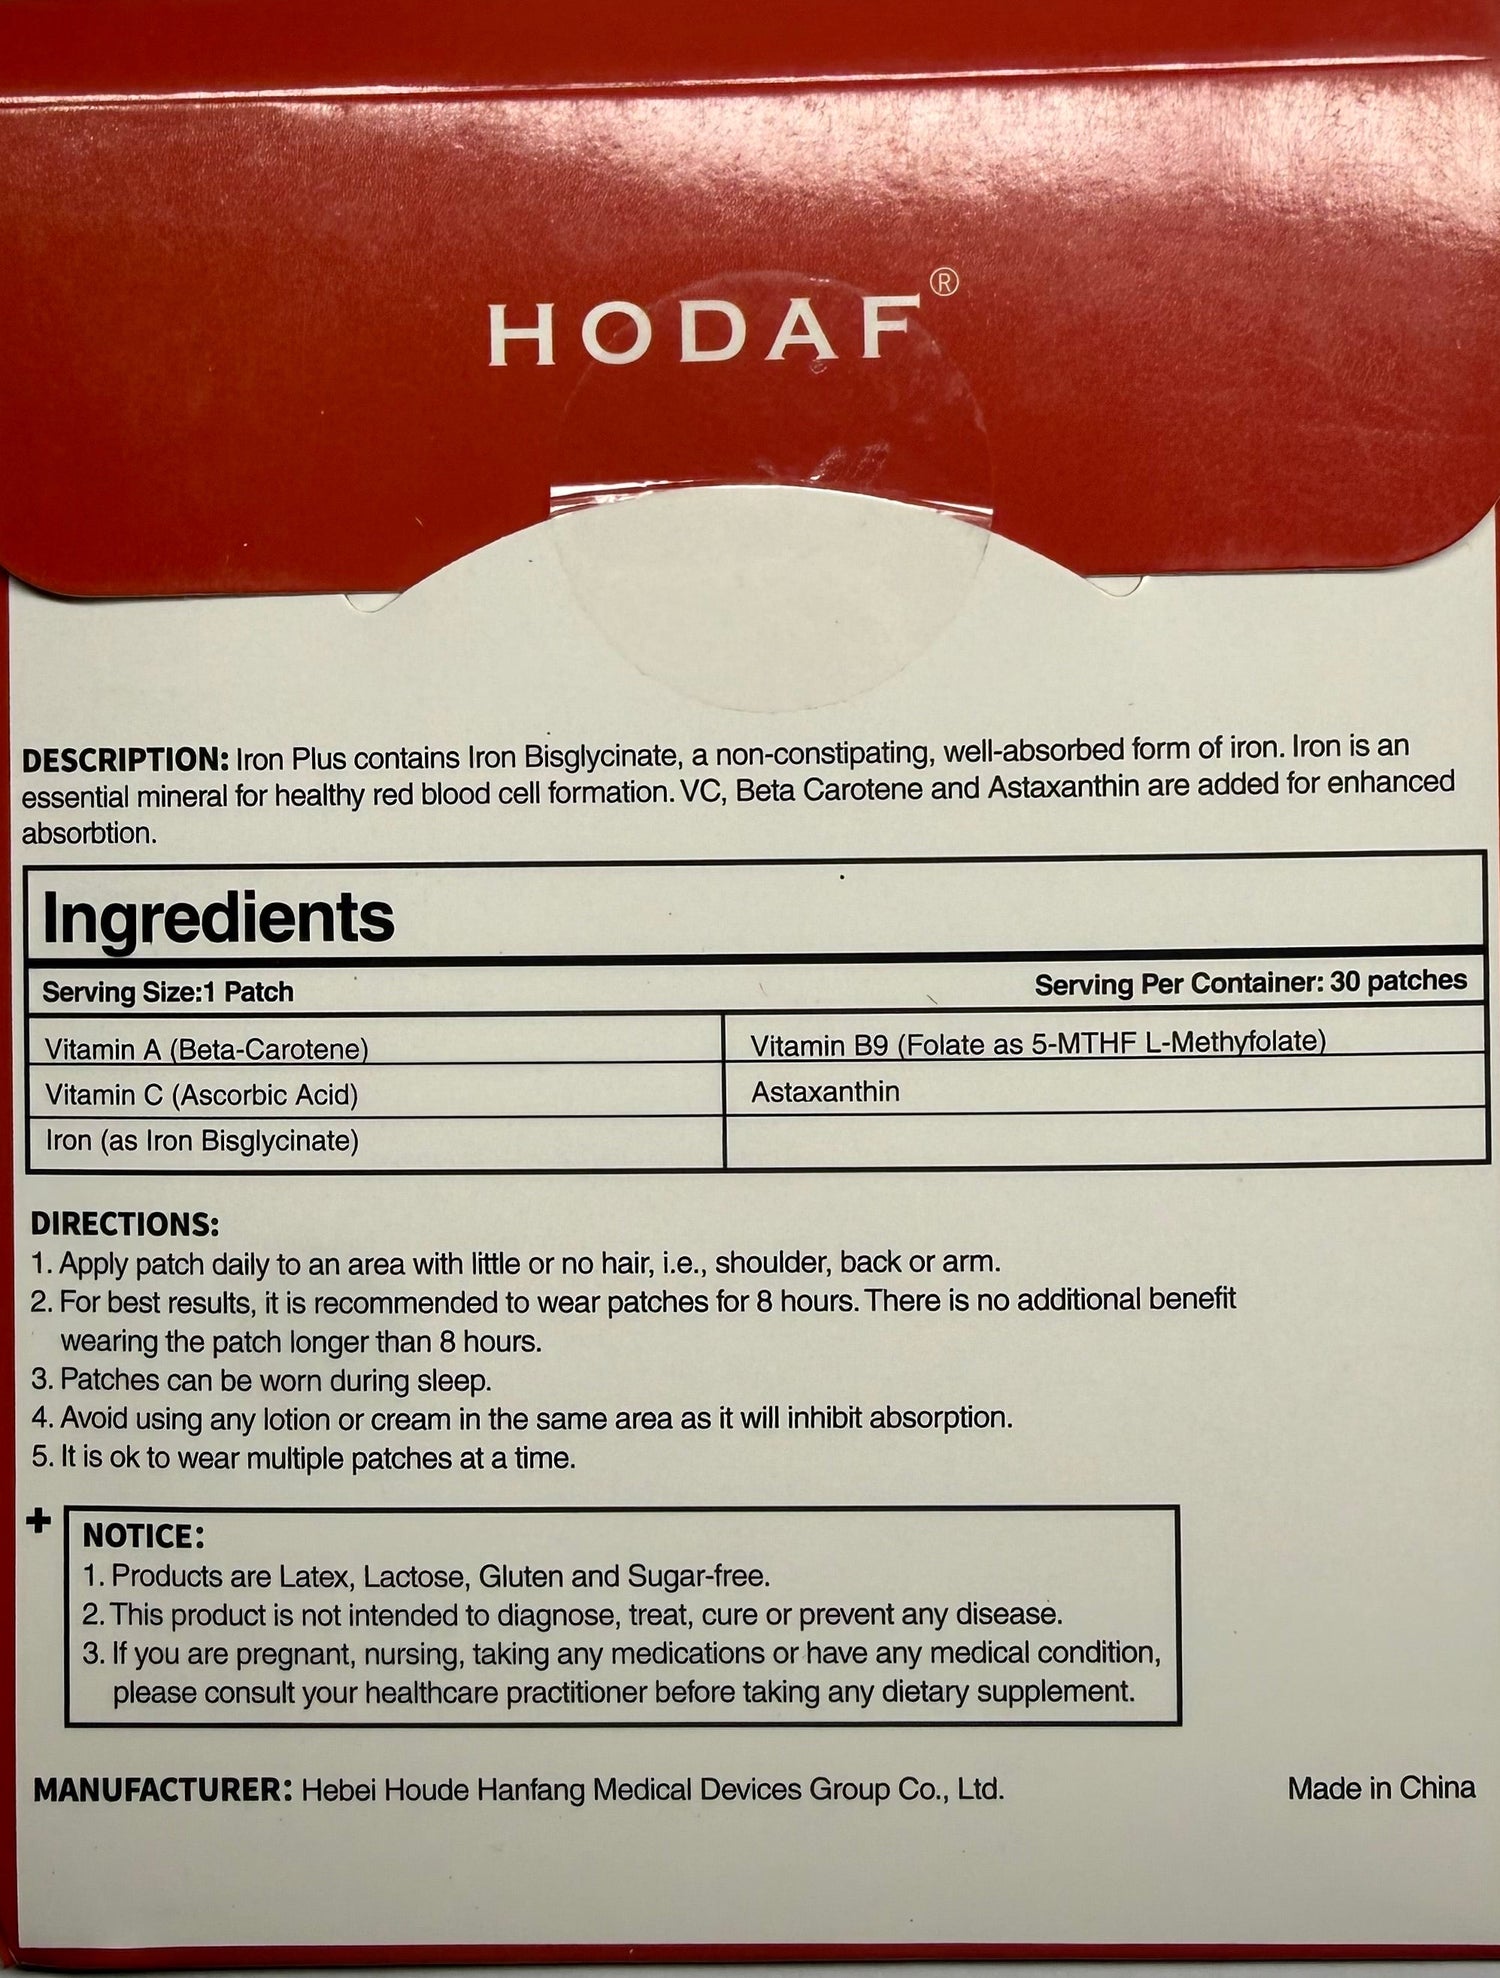 HODAF®
DESCRIPTION: Iron Plus contains Iron Bisglycinate, a non-constipating, well-absorbed form of iron. Iron is an
essential mineral for healthy red blood cell formation. VC, Beta Carotene and Astaxanthin are added for enhanced
absorbtion.
Ingredients
Serving Size:1 Patch
Serving Per Container: 30 patches
Vitamin A (Beta-Carotene)
Vitamin B9 (Folate as 5-MTHF L-Methyfolate)
Vitamin C (Ascorbic Acid)
Astaxanthin
Iron (as Iron Bisglycinate)
DIRECTIONS:
1. Apply patch daily to an area with little or no hair, i.e., shoulder, back or arm.
2. For best results, it is recommended to wear patches for 8 hours. There is no additional benefit
wearing the patch longer than 8 hours.
3. Patches can be worn during sleep.
4. Avoid using any lotion or cream in the same area as it will inhibit absorption.
5. It is ok to wear multiple patches at a time.
+
NOTICE:
1. Products are Latex, Lactose, Gluten and Sugar-free.
2. This product is not intended to diagnose, treat, cure or prevent any disease.
3. If you are pregnant, nursing, taking any medications or have any medical condition,
please consult your healthcare practitioner before taking any dietary supplement.
MANUFACTURER: Hebei Houde Hanfang Medical Devices Group Co., Ltd.
Made in China